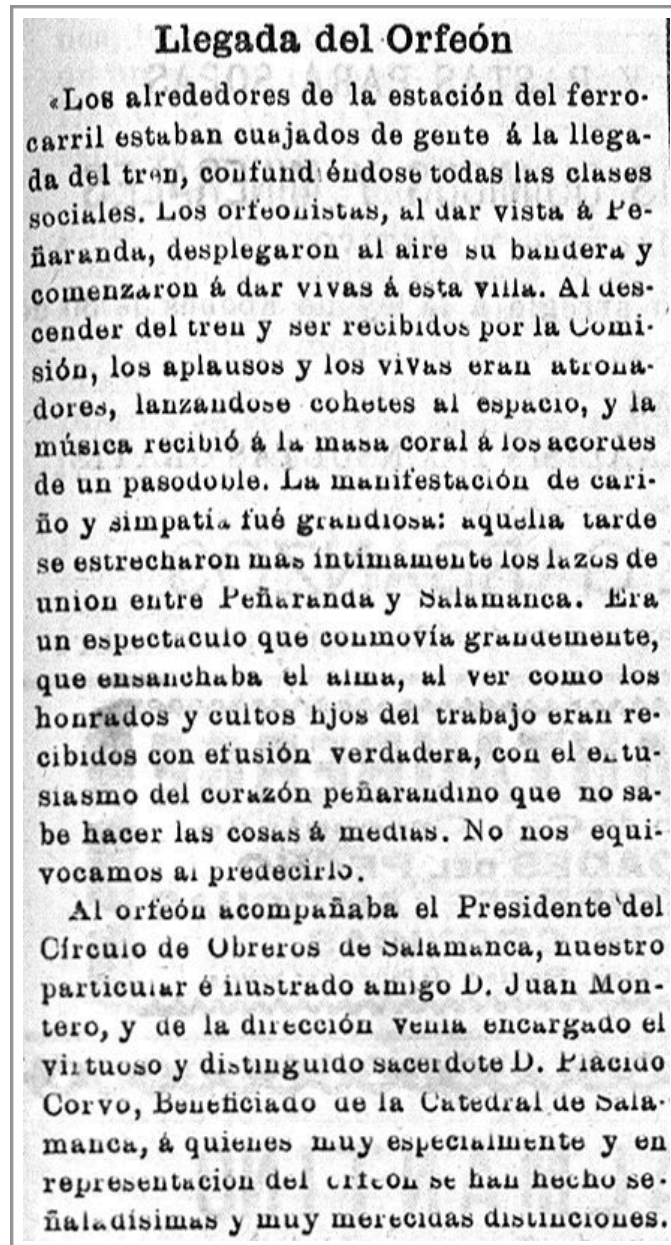 Llegada del Orfeón
«Los alrededores de la estación del ferro-
carril estaban cuajados de gente á la llega-
da del tren, confundiéndose todas las clases
sociales. Los orfeonistas, al dar vista á Pe-
ñaranda, desplegaron al aire su bandera y
comenzaron á dar vivas á esta villa. Al des-
cender del tren y ser recibidos por la Comi-
sión, los aplausos y los vivas eran atrona-
dores, lanzándose cohetes al espacio, y la
música recibió á la masa coral á los acordes
de un pasodoble. La manifestación de cari-
ño y simpatía fué grandiosa: aquella tarde
se estrecharon más íntimamente los lazos de
union entre Peñaranda y Salamanca. Era
un espectáculo que conmovía grandemente,
que ensanchaba el alma, al ver como los
honrados y cultos hjos del trabajo eran re-
cibidos con efusión verdadera, con el entu-
siasmo del corazón peñarandino que no sa-
be hacer las cosas á medias. No nos equi-
vocamos al predecirlo.
Al orfeón acompañaba el Presidente del
Círculo de Obreros de Salamanca, nuestro
particular é ilustrado amigo D. Juan Mon-
tero, y de la dirección venía encargado el
virtuoso y distinguido sacerdote D. Plácido
Corvo, Beneficiado de la Catedral de Sala-
manca, á quienes muy especialmente y en
representación del orfeón se han hecho se-
ñaladísimas y muy merecidas distinciones.